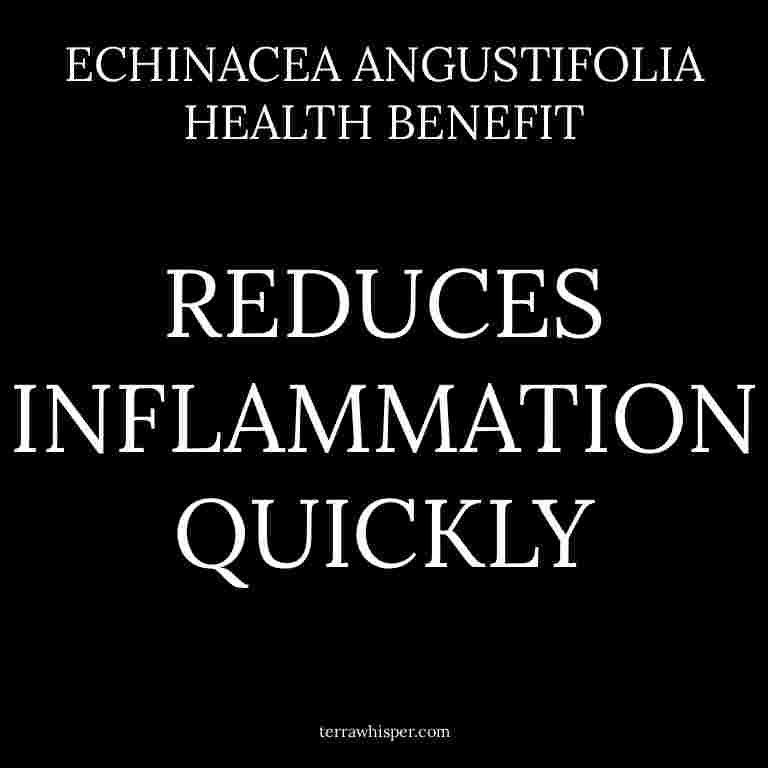 ECHINACEA ANGUSTIFOLIA
HEALTH BENEFIT
REDUCES
INFLAMMATION
QUICKLY
terrawhisper.com